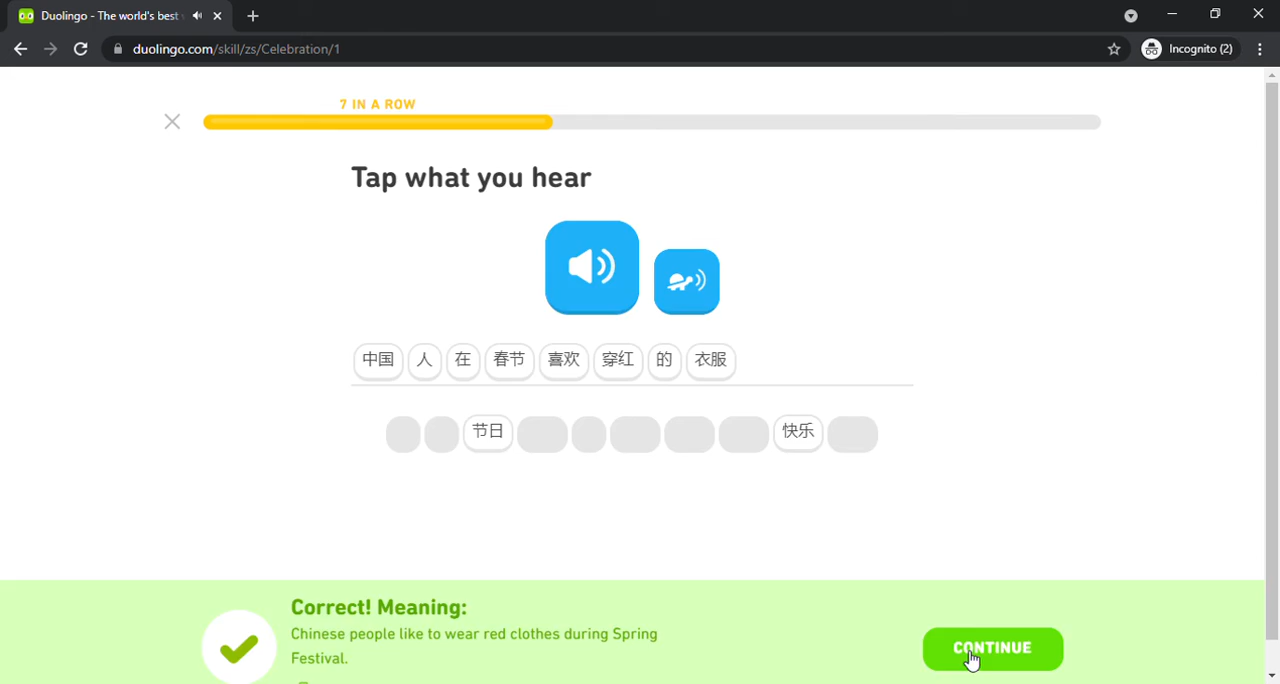 Duolingo - The world's best
duolingo.com/skill/zs/Celebration/1
Incognito (2)
7 IN A ROW
Tap what you hear
中国 人 在 春节 喜欢 穿红 的 衣服
节日 快乐
Correct! Meaning:
Chinese people like to wear red clothes during Spring
Festival.
CONTINUE